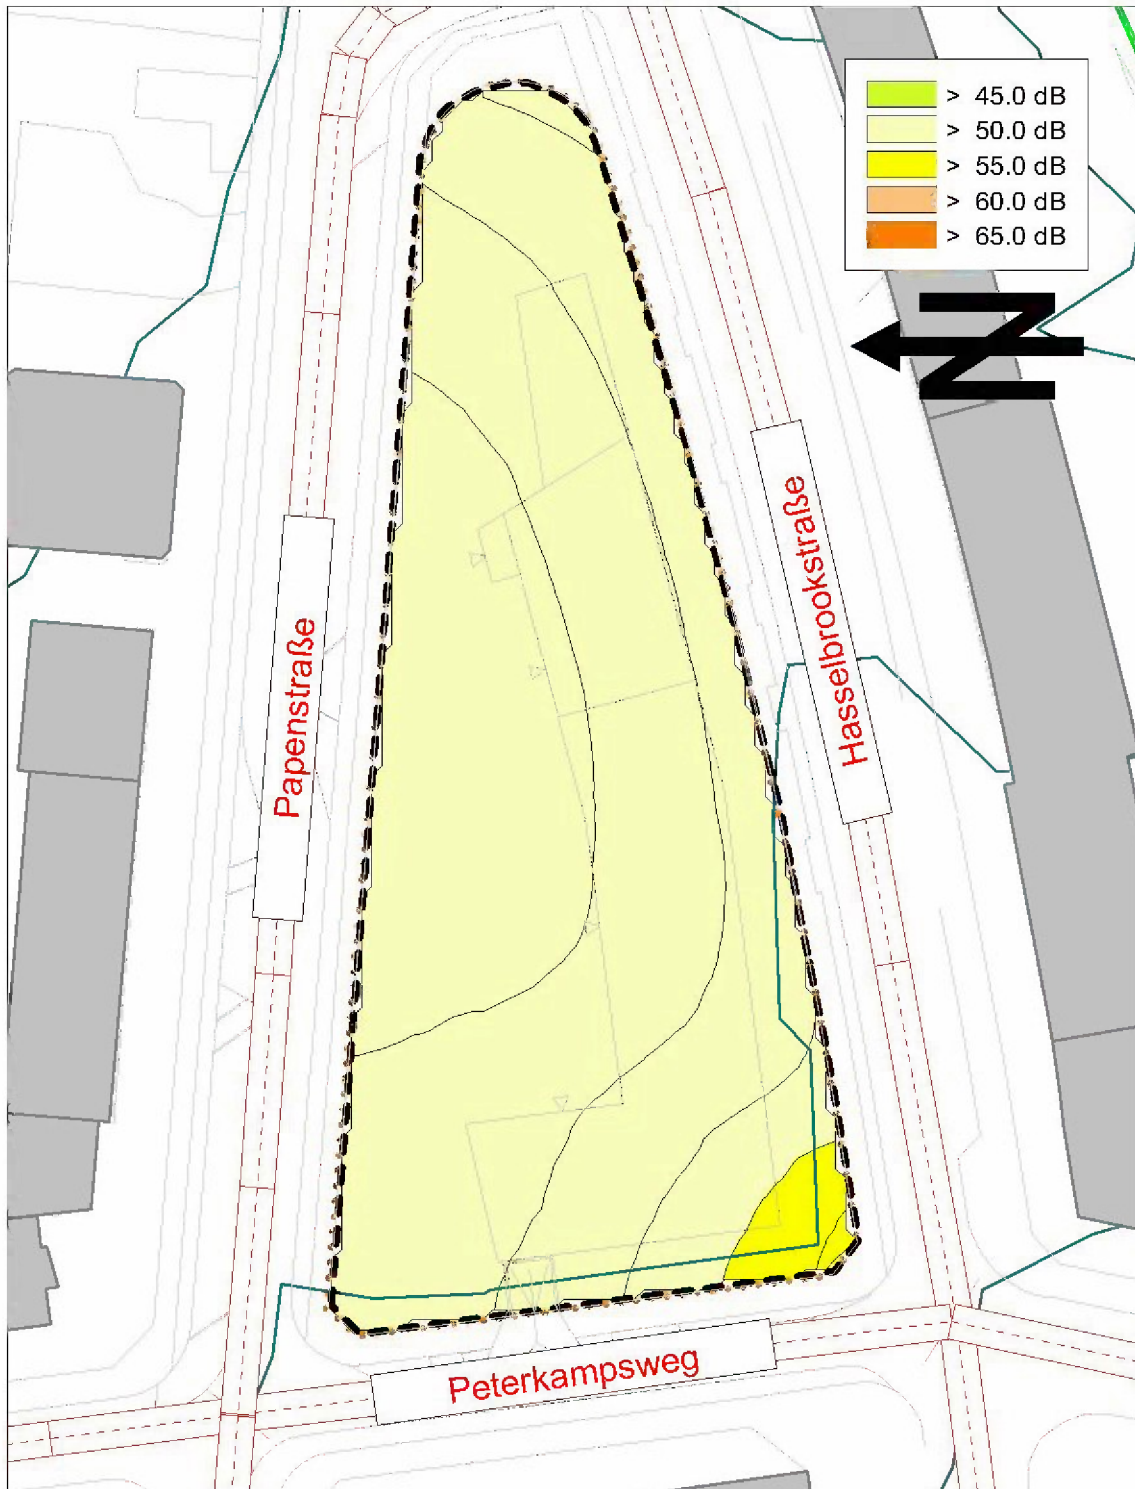 > 45.0 dB
> 50.0 dB
> 55.0 dB
> 60.0 dB
> 65.0 dB
N
Papenstraße
Hasselbrookstraße
Peterkampsweg